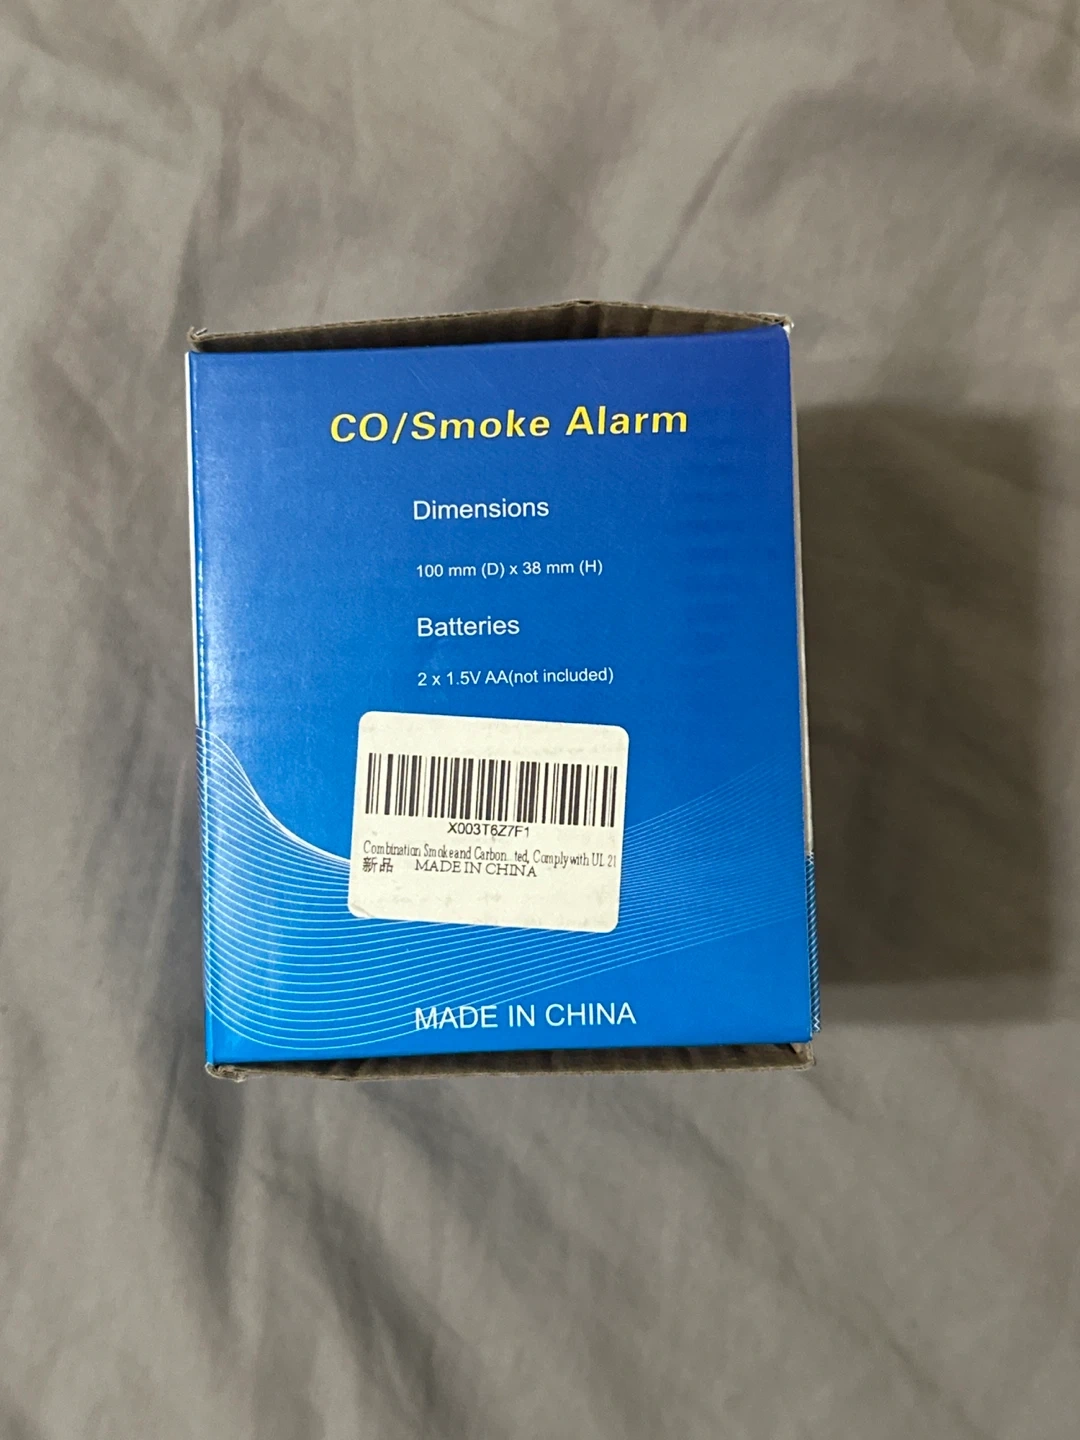 CO/Smoke Alarm
Dimensions
100 mm (D) x 38 mm (H)
Batteries
2 x 1.5V AA(not included)
X003T6Z7F1
Combination Smoke and Carbon...ted, Comply with UL 21
新品 MADE IN CHINA
MADE IN CHINA